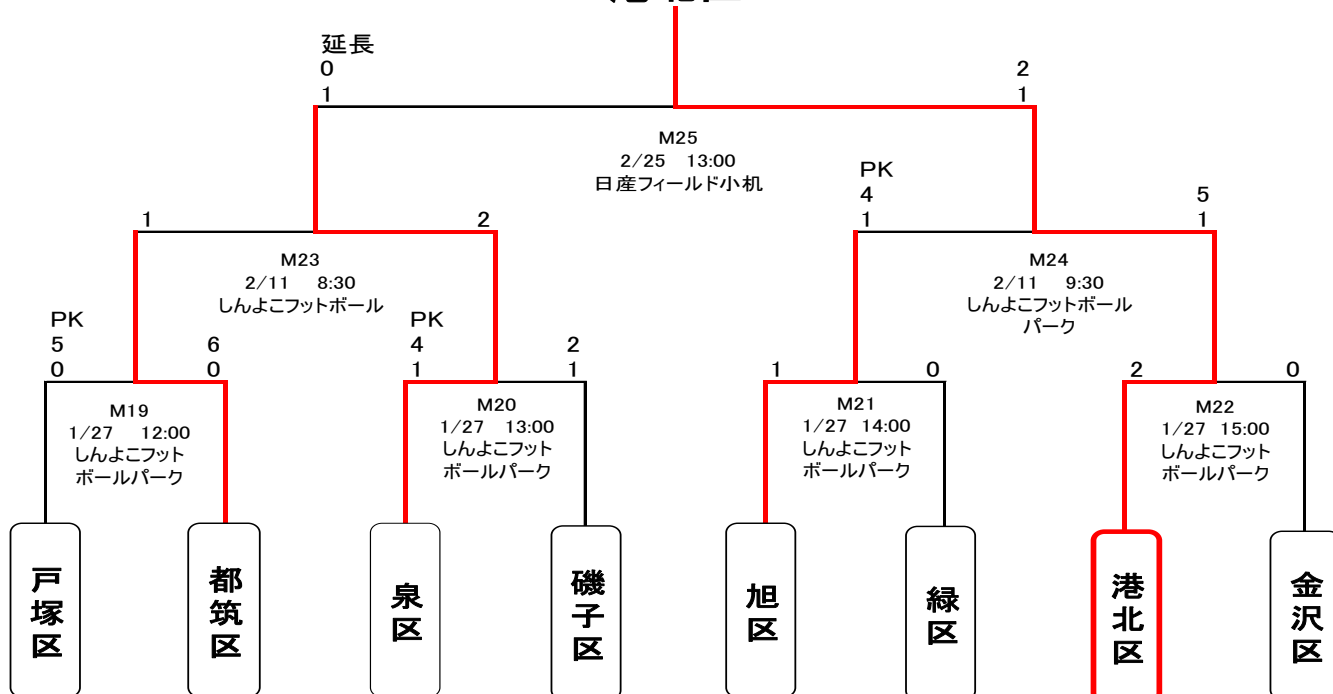 港北区
延長
0 2
1 1
M25
2/25 13:00
日産フィールド小机
PK
4 5
1 1
1 2
M23
2/11 8:30
しんよこフットボール
M24
2/11 9:30
しんよこフットボール
パーク
PK
5 6
0 0
PK
4 2
1 1
1 0
2 0
M19
1/27 12:00
しんよこフット
ボールパーク
M20
1/27 13:00
しんよこフット
ボールパーク
M21
1/27 14:00
しんよこフット
ボールパーク
M22
1/27 15:00
しんよこフット
ボールパーク
戸塚区
都筑区
泉区
磯子区
旭区
緑区
港北区
金沢区